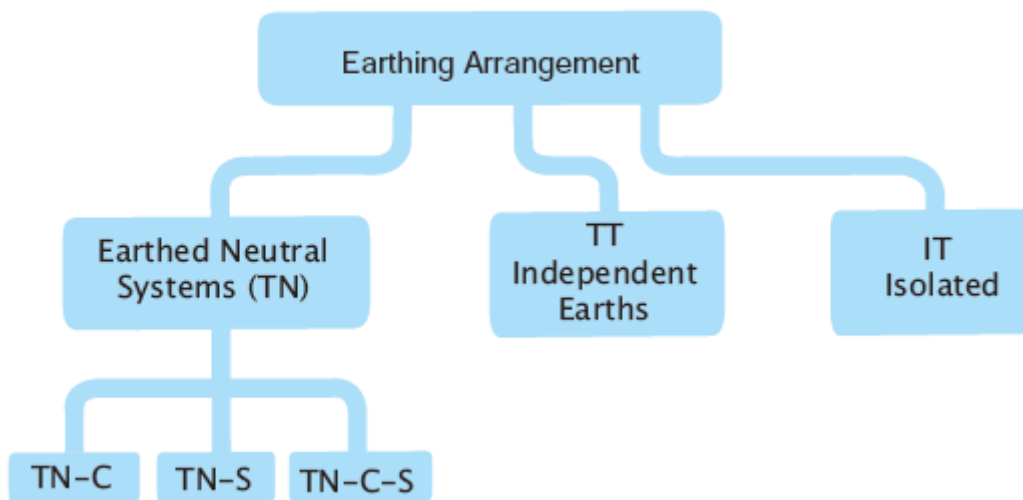 Earthing Arrangement
Earthed Neutral
Systems (TN)
TT
Independent
Earths
IT
Isolated
TN-C
TN-S
TN-C-S